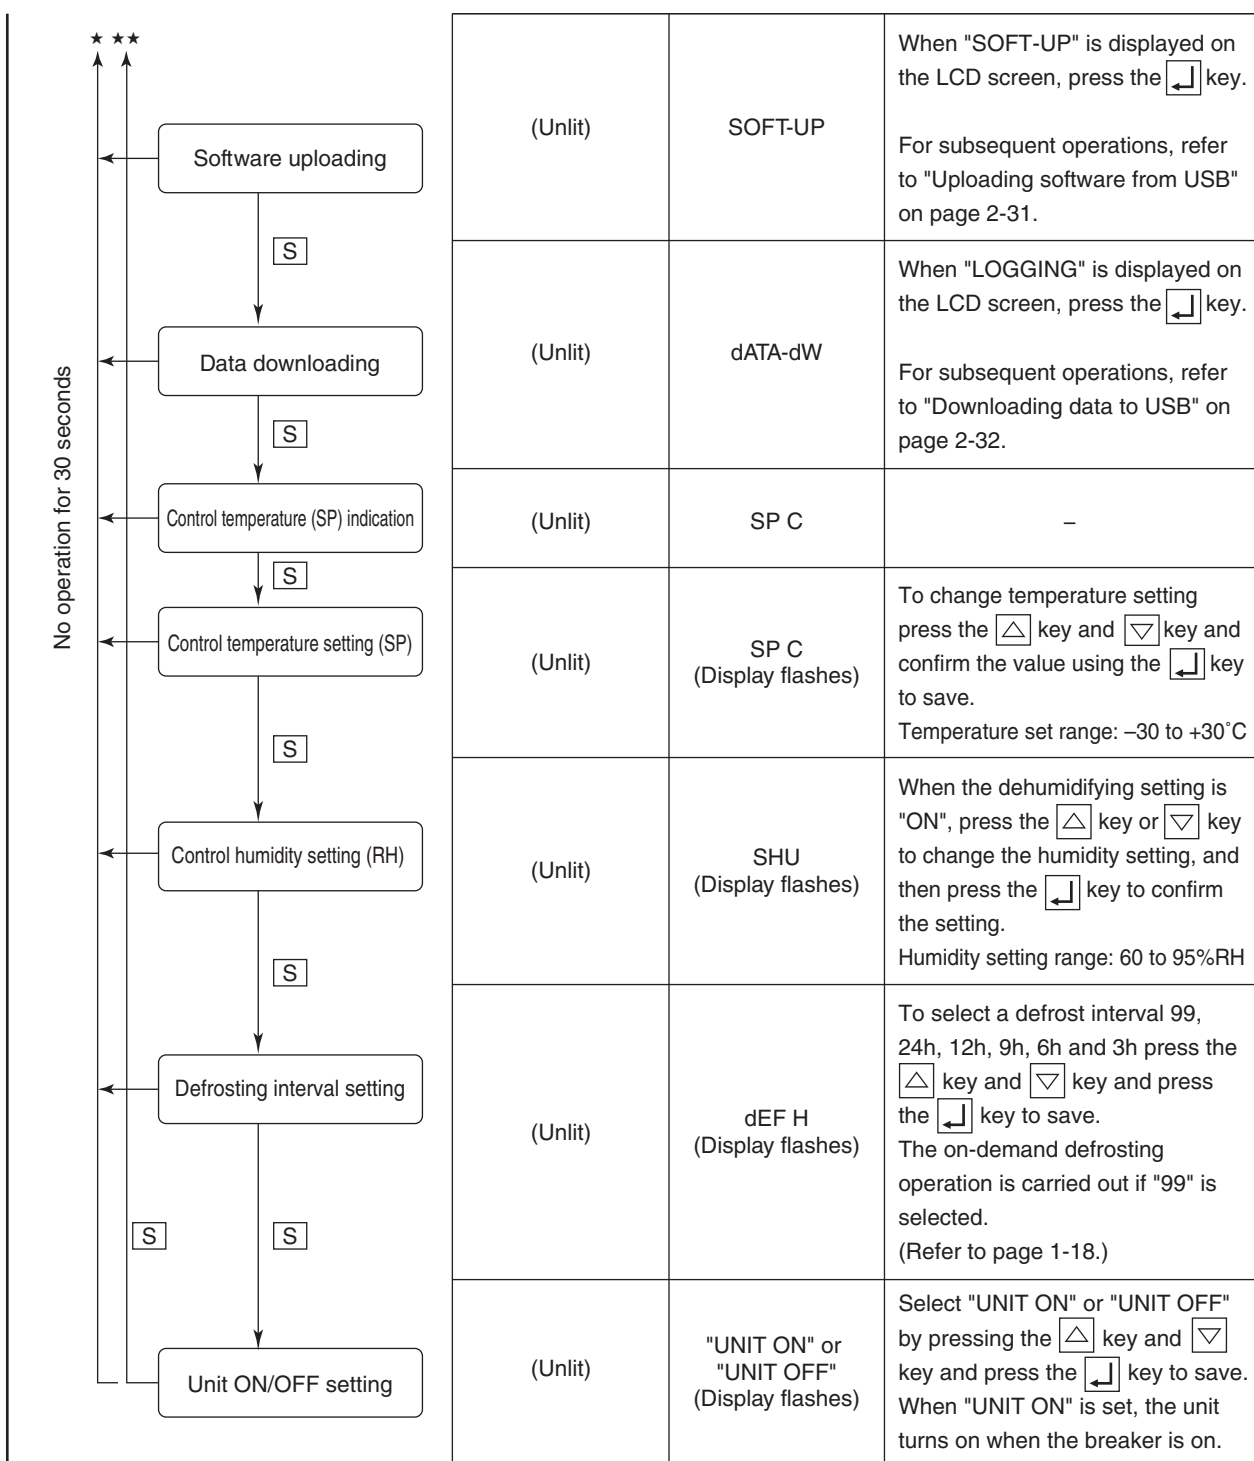 ★ ★★
No operation for 30 seconds
Software uploading
(Unlit)
SOFT-UP
When "SOFT-UP" is displayed on
the LCD screen, press the ↵ key.
For subsequent operations, refer
to "Uploading software from USB"
on page 2-31.
S
Data downloading
(Unlit)
dATA-dW
When "LOGGING" is displayed on
the LCD screen, press the ↵ key.
For subsequent operations, refer
to "Downloading data to USB" on
page 2-32.
S
Control temperature (SP) indication
(Unlit)
SP C
–
S
Control temperature setting (SP)
(Unlit)
SP C
(Display flashes)
To change temperature setting
press the △ key and ▽ key and
confirm the value using the ↵ key
to save.
Temperature set range: –30 to +30˚C
S
Control humidity setting (RH)
(Unlit)
SHU
(Display flashes)
When the dehumidifying setting is
"ON", press the △ key or ▽ key
to change the humidity setting, and
then press the ↵ key to confirm
the setting.
Humidity setting range: 60 to 95%RH
S
Defrosting interval setting
(Unlit)
dEF H
(Display flashes)
To select a defrost interval 99,
24h, 12h, 9h, 6h and 3h press the
△ key and ▽ key and press
the ↵ key to save.
The on-demand defrosting
operation is carried out if "99" is
selected.
(Refer to page 1-18.)
S
S
Unit ON/OFF setting
(Unlit)
"UNIT ON" or
"UNIT OFF"
(Display flashes)
Select "UNIT ON" or "UNIT OFF"
by pressing the △ key and ▽
key and press the ↵ key to save.
When "UNIT ON" is set, the unit
turns on when the breaker is on.